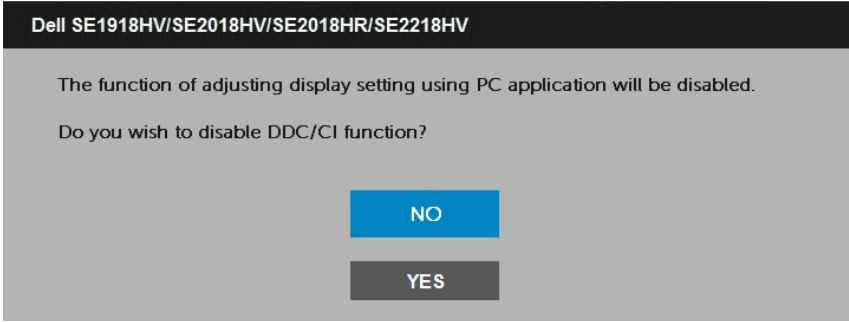 Dell SE1918HV/SE2018HV/SE2018HR/SE2218HV
The function of adjusting display setting using PC application will be disabled.
Do you wish to disable DDC/CI function?
NO
YES